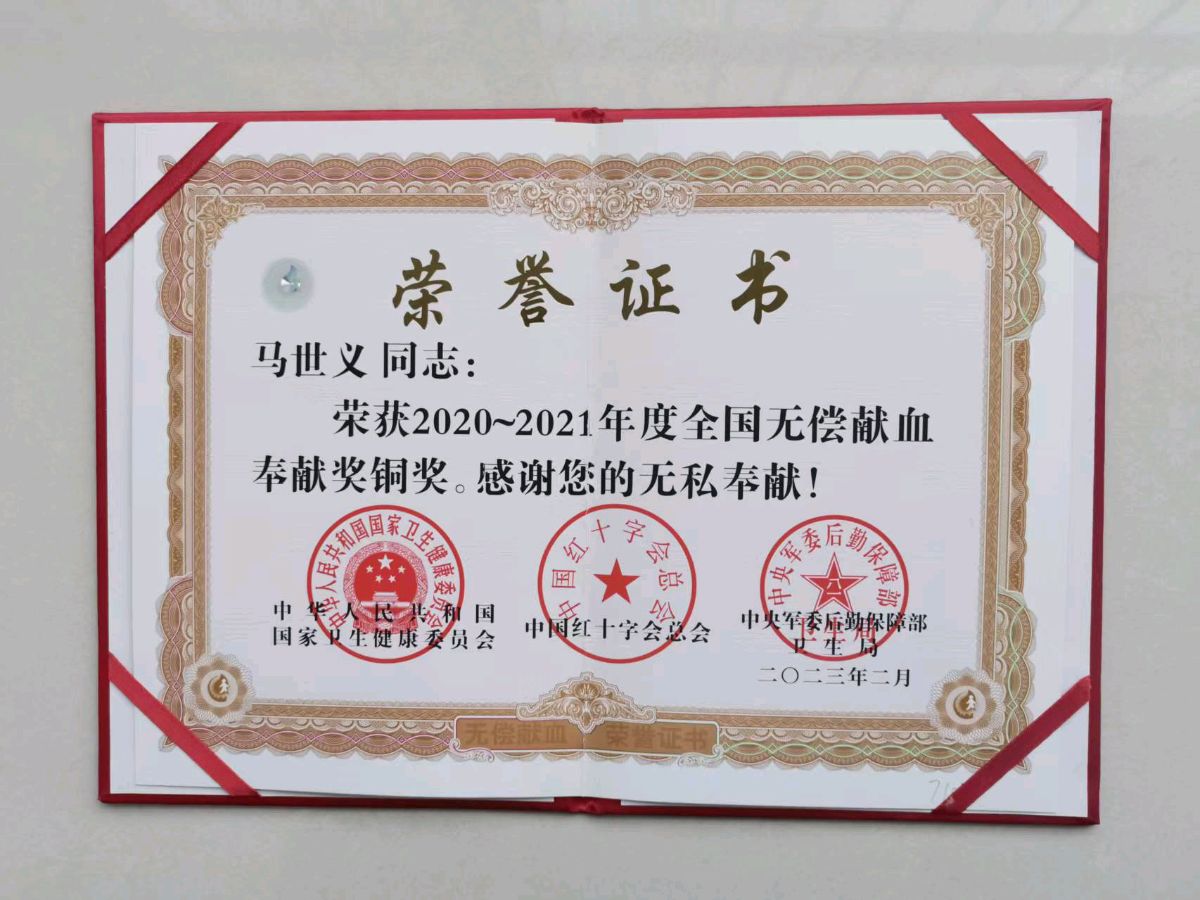 荣誉证书
马世义 同志：
荣获2020~2021年度全国无偿献血
奉献奖铜奖。感谢您的无私奉献！
中华人民共和国国家卫生健康委员会
中国红十字会总会
中央军委后勤保障部
卫生局
中华人民共和国
国家卫生健康委员会
中国红十字会总会
中央军委后勤保障部
卫生局
二〇二三年二月
无偿献血 荣誉证书